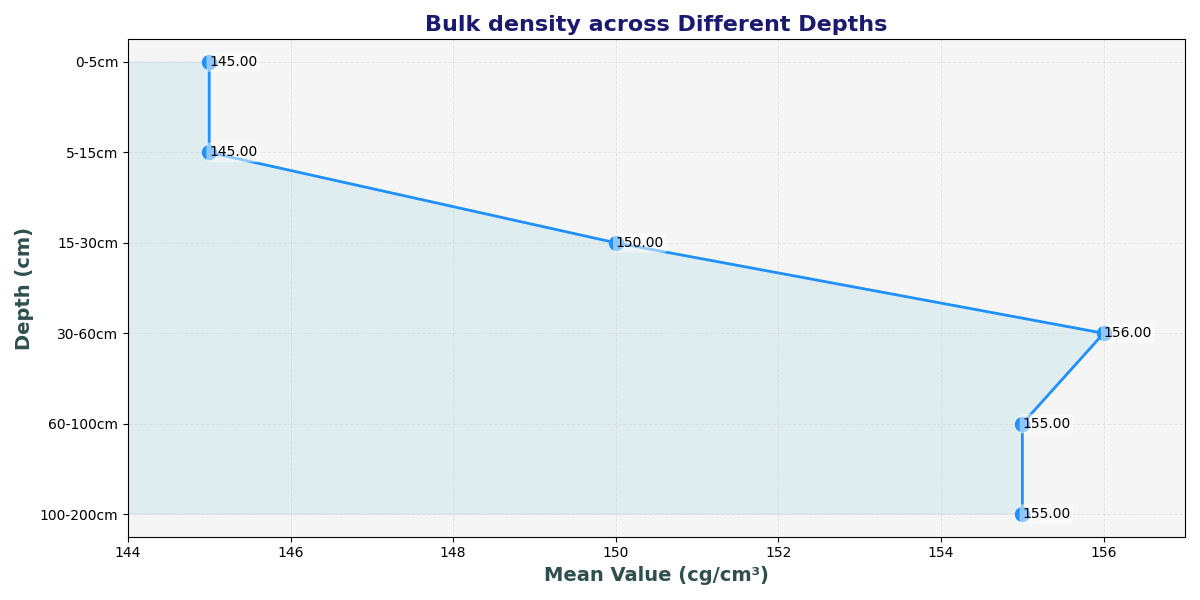 Bulk density across Different Depths
Depth (cm)
0-5cm
145.00
5-15cm
145.00
15-30cm
150.00
30-60cm
156.00
60-100cm
155.00
100-200cm
155.00
144 146 148 150 152 154 156
Mean Value (cg/cm³)